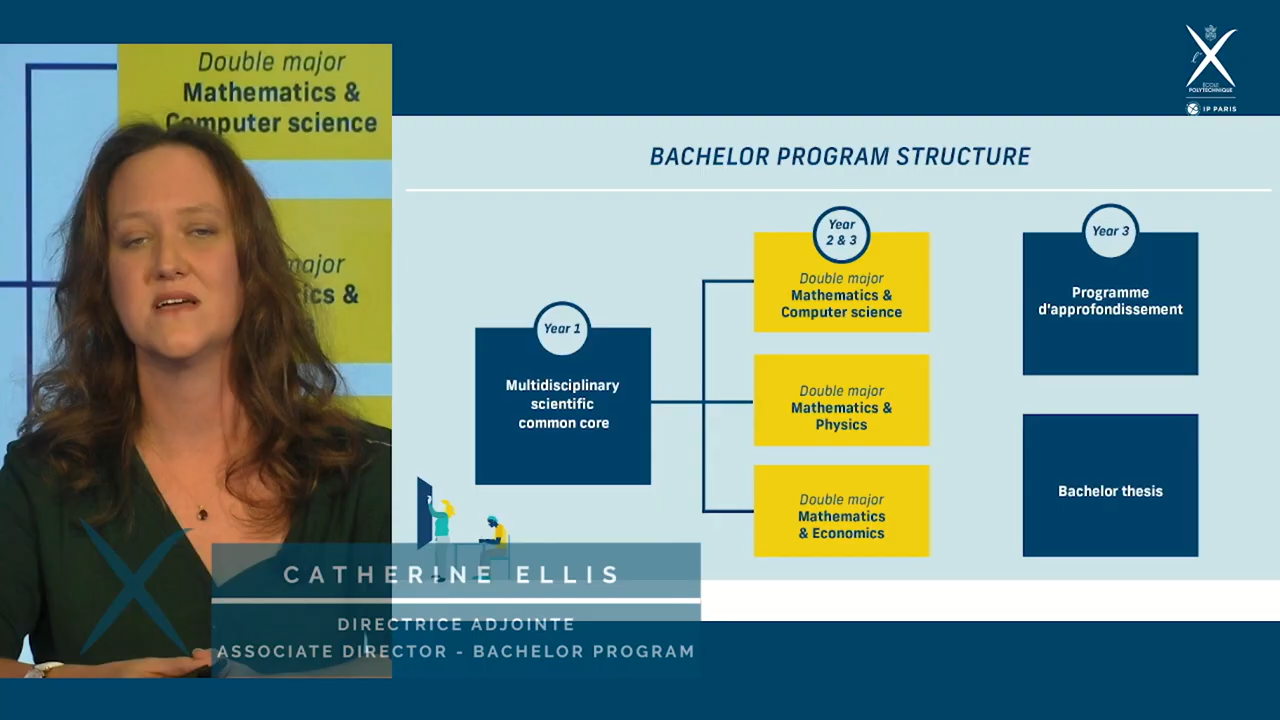 Double major
Mathematics &
Computer science
major
ics &
l'X
ÉCOLE
POLYTECHNIQUE
IP PARIS
BACHELOR PROGRAM STRUCTURE
Year 1
Multidisciplinary
scientific
common core
Year
2 & 3
Double major
Mathematics &
Computer science
Double major
Mathematics &
Physics
Double major
Mathematics
& Economics
Year 3
Programme
d'approfondissement
Bachelor thesis
CATHERINE ELLIS
DIRECTRICE ADJOINTE
ASSOCIATE DIRECTOR - BACHELOR PROGRAM